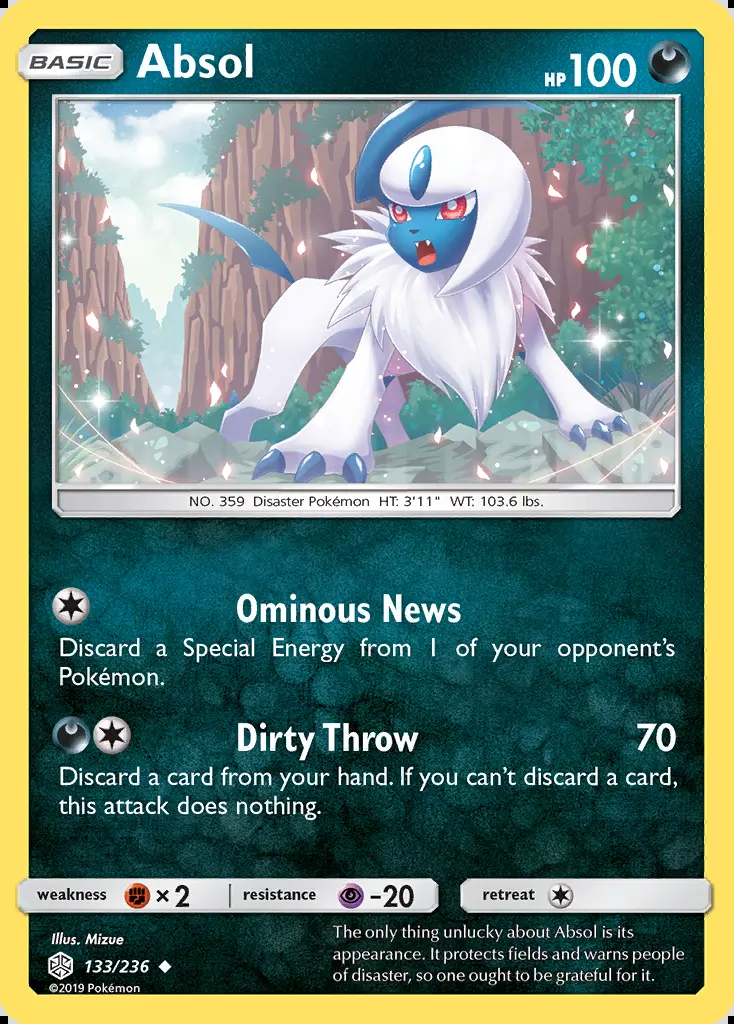 BASIC Absol HP 100
NO. 359 Disaster Pokémon HT: 3'11" WT: 103.6 lbs.
Ominous News
Discard a Special Energy from 1 of your opponent's
Pokémon.
Dirty Throw 70
Discard a card from your hand. If you can't discard a card,
this attack does nothing.
weakness ×2 resistance -20 retreat
Illus. Mizue
133/236
©2019 Pokémon
The only thing unlucky about Absol is its
appearance. It protects fields and warns people
of disaster, so one ought to be grateful for it.